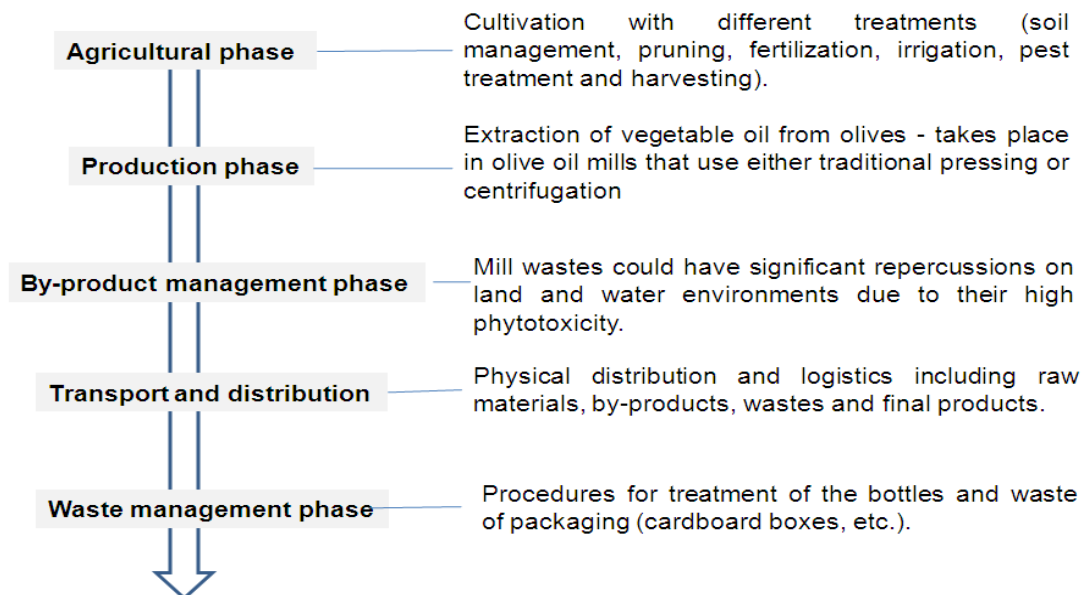 Agricultural phase
Cultivation with different treatments (soil
management, pruning, fertilization, irrigation, pest
treatment and harvesting).
Production phase
Extraction of vegetable oil from olives - takes place
in olive oil mills that use either traditional pressing or
centrifugation
By-product management phase
Mill wastes could have significant repercussions on
land and water environments due to their high
phytotoxicity.
Transport and distribution
Physical distribution and logistics including raw
materials, by-products, wastes and final products.
Waste management phase
Procedures for treatment of the bottles and waste
of packaging (cardboard boxes, etc.).